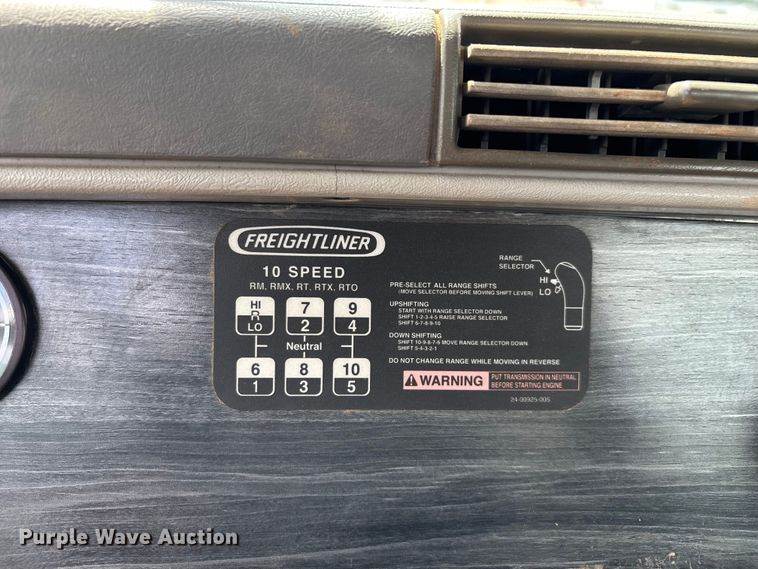 FREIGHTLINER
10 SPEED
RM, RMX, RT, RTX, RTO
HI 7 9
R
LO 2 4
Neutral
6 8 10
1 3 5
RANGE
SELECTOR
HI
LO
PRE-SELECT ALL RANGE SHIFTS
(MOVE SELECTOR BEFORE MOVING SHIFT LEVER)
UPSHIFTING
START WITH RANGE SELECTOR DOWN
SHIFT 1-2-3-4-5 RAISE RANGE SELECTOR
SHIFT 6-7-8-9-10
DOWN SHIFTING
SHIFT 10-9-8-7-6 MOVE RANGE SELECTOR DOWN
SHIFT 5-4-3-2-1
DO NOT CHANGE RANGE WHILE MOVING IN REVERSE
WARNING PUT TRANSMISSION IN NEUTRAL
BEFORE STARTING ENGINE
24-00925-005
Purple Wave Auction®